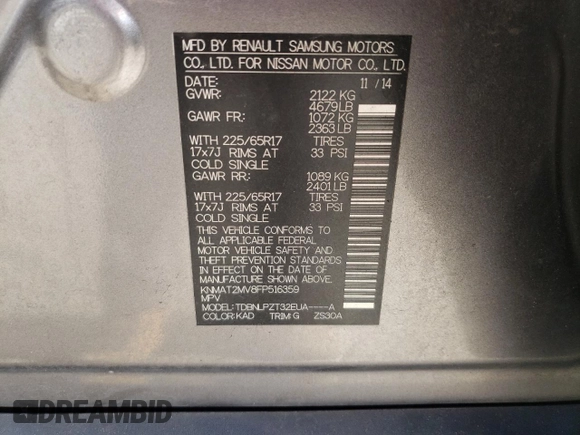 MFD BY RENAULT SAMSUNG MOTORS
CO., LTD. FOR NISSAN MOTOR CO., LTD.
DATE: 11 / 14
GVWR: 2122 KG
4679 LB
GAWR FR: 1072 KG
2363 LB
WITH 225/65R17 TIRES
17x7J RIMS AT 33 PSI
COLD SINGLE
GAWR RR: 1089 KG
2401 LB
WITH 225/65R17 TIRES
17x7J RIMS AT 33 PSI
COLD SINGLE
THIS VEHICLE CONFORMS TO
ALL APPLICABLE FEDERAL
MOTOR VEHICLE SAFETY AND
THEFT PREVENTION STANDARDS
IN EFFECT ON THE DATE OF
MANUFACTURE SHOWN ABOVE.
KNMAT2MV8FP516359
MPV
MODEL: TDBNLPZT32EUA----A
COLOR: KAD TRIM: G ZS30A
DREAMBID